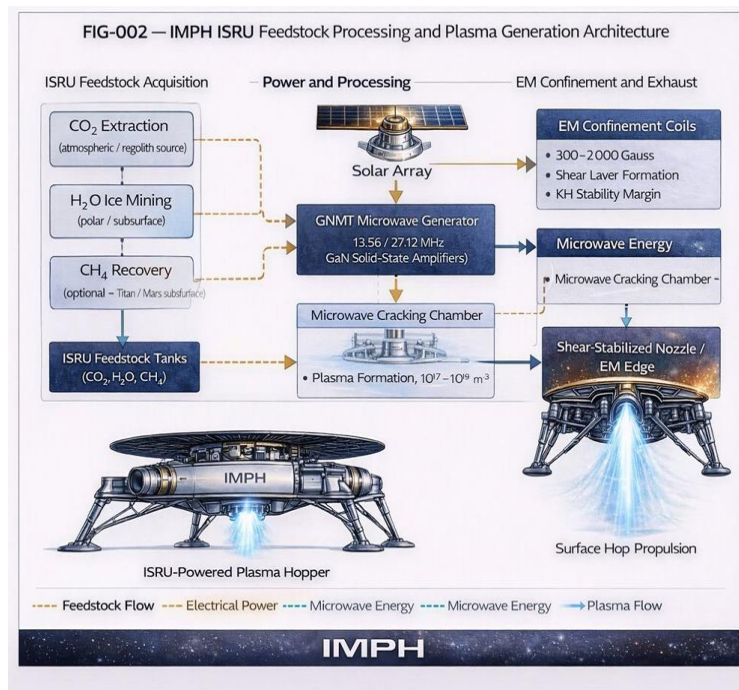 FIG-002 — IMPH ISRU Feedstock Processing and Plasma Generation Architecture
ISRU Feedstock Acquisition
Power and Processing
EM Confinement and Exhaust
CO₂ Extraction
(atmospheric / regolith source)
H₂O Ice Mining
(polar / subsurface)
CH₄ Recovery
(optional – Titan / Mars subsfurface)
ISRU Feedstock Tanks
(CO₂, H₂O, CH₄)
Solar Array
GNMT Microwave Generator
13.56 / 27.12 MHz
GaN Solid-State Amplifiers)
Microwave Cracking Chamber
• Plasma Formation, 10¹⁷–10¹⁹ m⁻³
EM Confinement Coils
• 300–2000 Gauss
• Shear Laver Formation
• KH Stability Margin
Microwave Energy
• Microwave Cracking Chamber -
Shear-Stabilized Nozzle /
EM Edge
IMPH
ISRU-Powered Plasma Hopper
Surface Hop Propulsion
Feedstock Flow
Electrical Power
Microwave Energy
Microwave Energy
Plasma Flow
IMPH